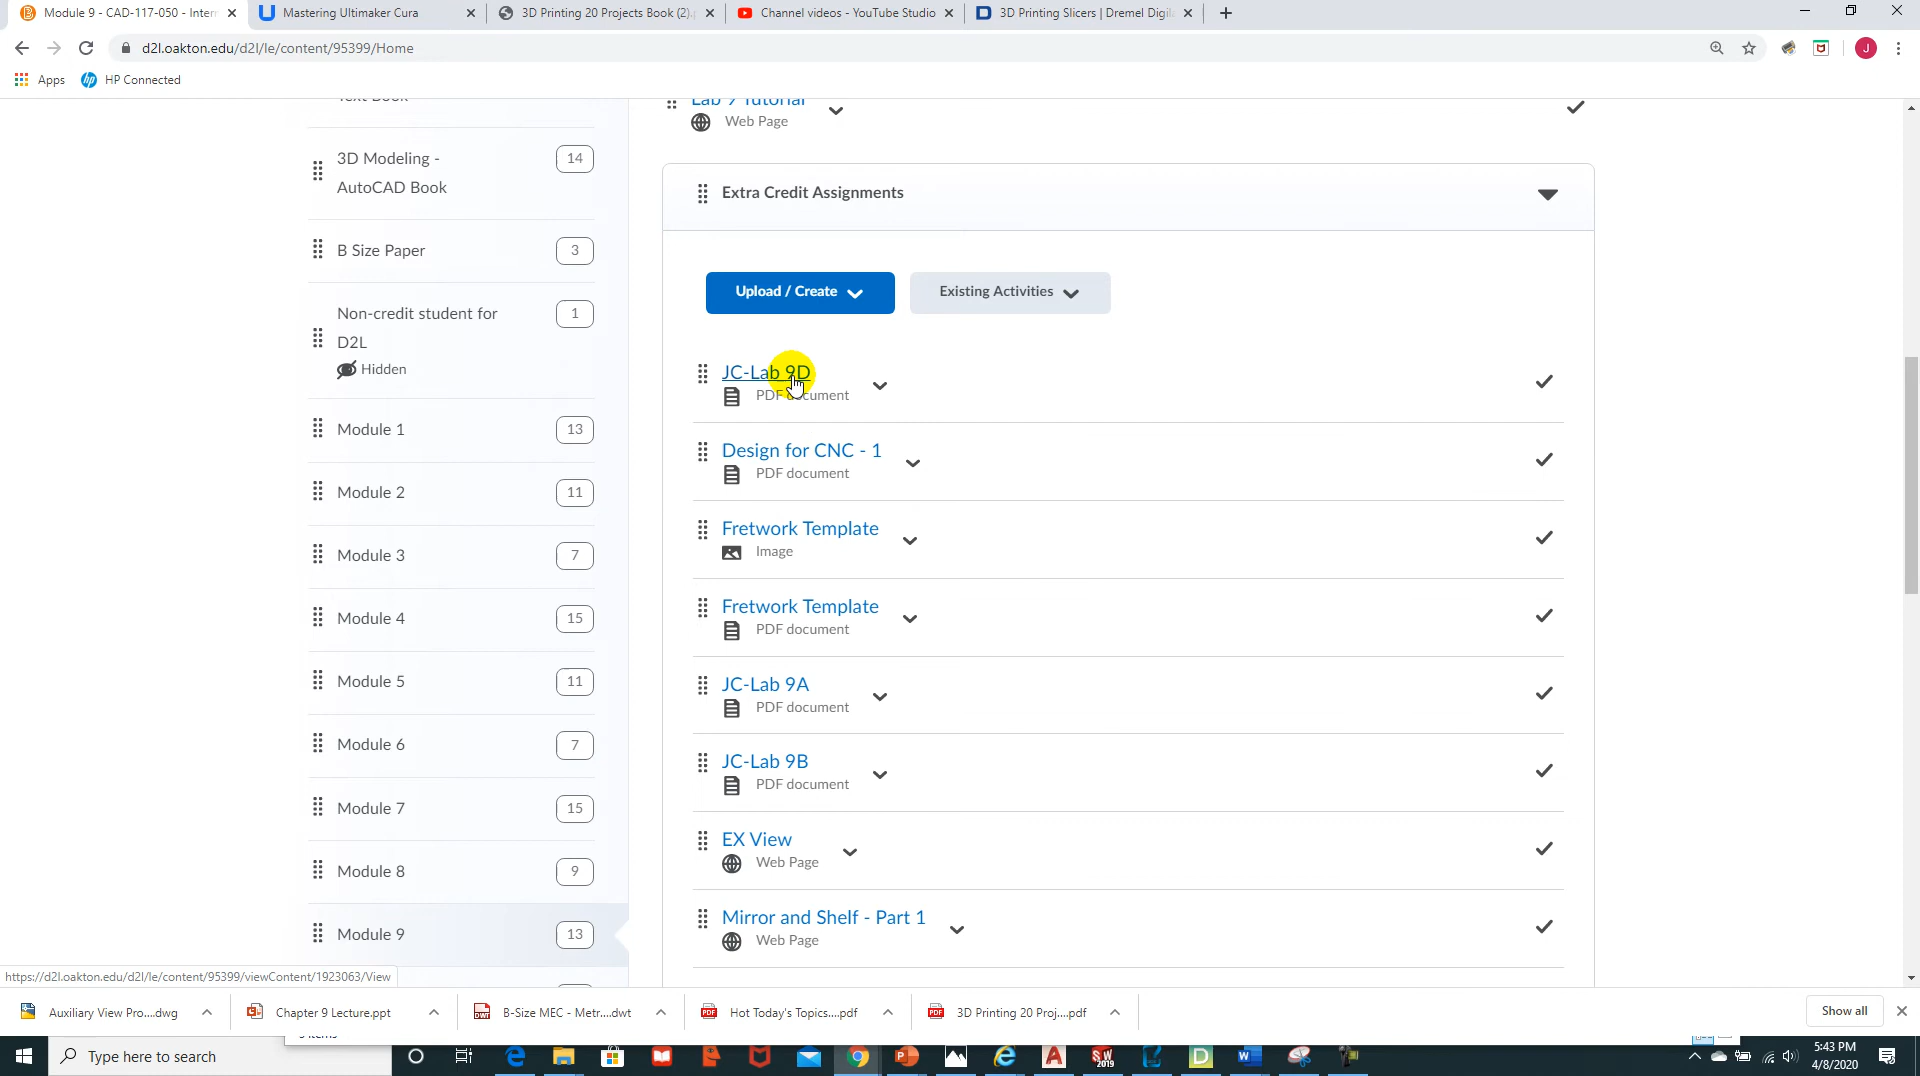 Module 9 - CAD-117-050 - Intern
Mastering Ultimaker Cura
3D Printing 20 Projects Book (2).p
Channel videos - YouTube Studio
3D Printing Slicers | Dremel Digil
d2l.oakton.edu/d2l/le/content/95399/Home
J
Apps
HP Connected
Text Book
3D Modeling -
AutoCAD Book
14
B Size Paper
3
Non-credit student for
D2L
1
Hidden
Module 1
13
Module 2
11
Module 3
7
Module 4
15
Module 5
11
Module 6
7
Module 7
15
Module 8
9
Module 9
13
Lab 9 Tutorial
Web Page
Extra Credit Assignments
Upload / Create
Existing Activities
JC-Lab 9D
PDF document
Design for CNC - 1
PDF document
Fretwork Template
Image
Fretwork Template
PDF document
JC-Lab 9A
PDF document
JC-Lab 9B
PDF document
EX View
Web Page
Mirror and Shelf - Part 1
Web Page
https://d2l.oakton.edu/d2l/le/content/95399/viewContent/1923063/View
Auxiliary View Pro....dwg
Chapter 9 Lecture.ppt
B-Size MEC - Metr....dwt
Hot Today's Topics....pdf
3D Printing 20 Proj....pdf
Show all
Type here to search
5:43 PM
4/8/2020